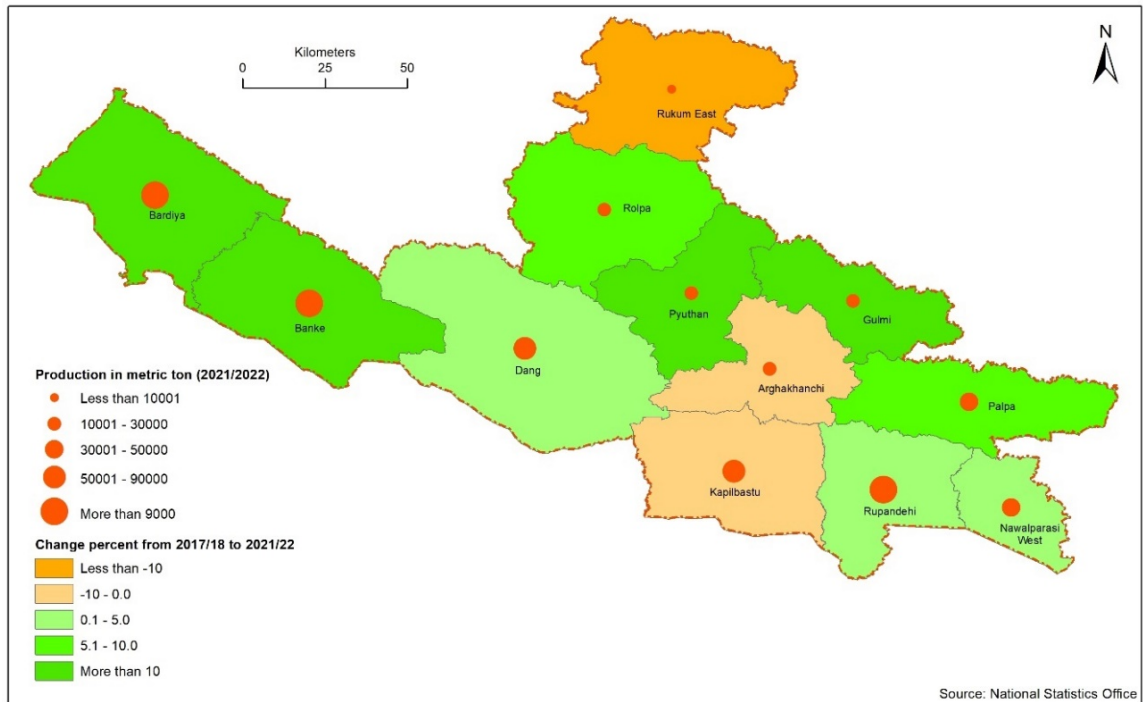 N
Kilometers
0 25 50
Rukum East
Bardiya
Rolpa
Banke
Pyuthan
Gulmi
Dang
Arghakhanchi
Palpa
Kapilbastu
Rupandehi
Nawalparasi
West
Production in metric ton (2021/2022)
Less than 10001
10001 - 30000
30001 - 50000
50001 - 90000
More than 9000
Change percent from 2017/18 to 2021/22
Less than -10
-10 - 0.0
0.1 - 5.0
5.1 - 10.0
More than 10
Source: National Statistics Office